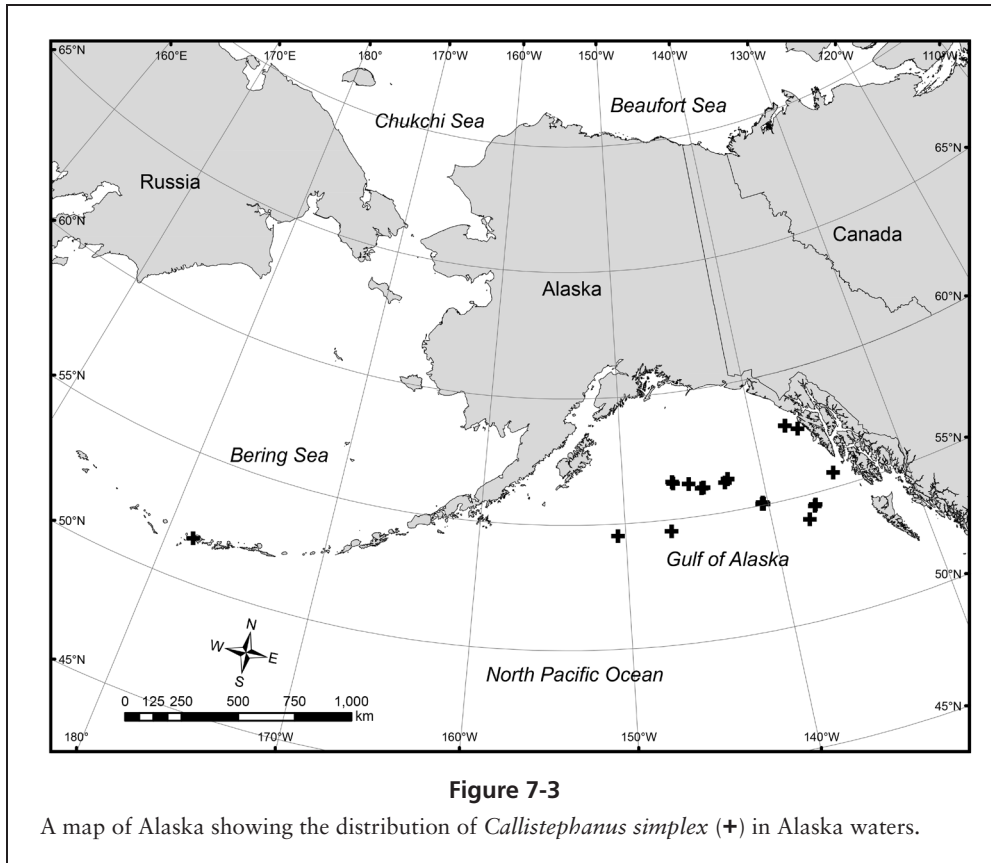 65°N 160°E 170°E 180° 170°W 160°W 150°W 140°W 130°W 120°W 110°W
Beaufort Sea
Chukchi Sea
65°N
Russia
60°N
Canada
Alaska
60°N
55°N
55°N
Bering Sea
50°N
Gulf of Alaska
50°N
N
W E
S
45°N
North Pacific Ocean
0 125 250 500 750 1,000
km
45°N
180° 170°W 160°W 150°W 140°W
Figure 7-3
A map of Alaska showing the distribution of Callistephanus simplex (+) in Alaska waters.